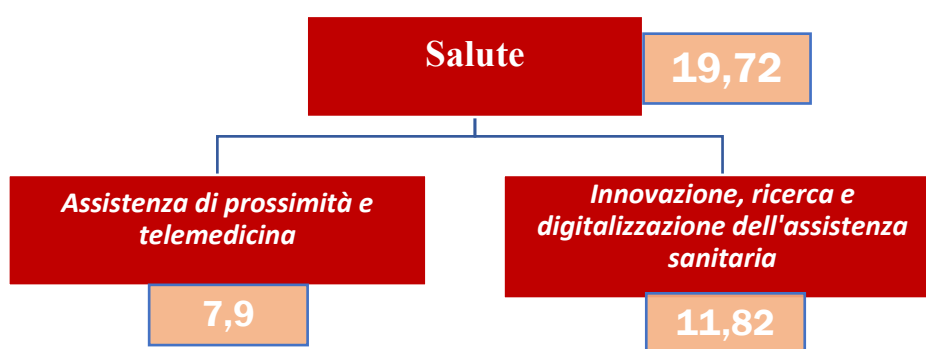 Salute
19,72
Assistenza di prossimità e
telemedicina
7,9
Innovazione, ricerca e
digitalizzazione dell'assistenza
sanitaria
11,82